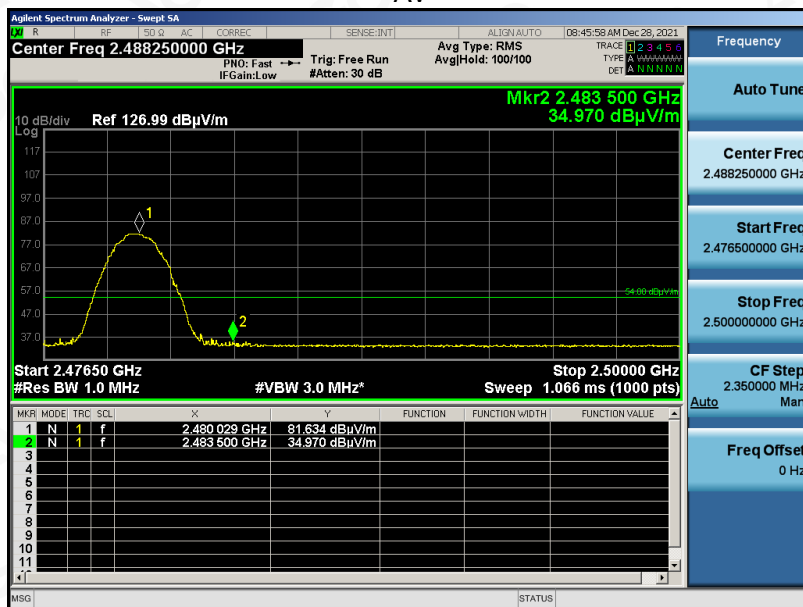 Agilent Spectrum Analyzer - Swept SA
LXI R RF 50 Ω AC CORREC SENSE:INT ALIGN AUTO 08:45:58 AM Dec 28, 2021
Center Freq 2.488250000 GHz
PNO: Fast
IFGain:Low
Trig: Free Run
#Atten: 30 dB
Avg Type: RMS
Avg|Hold: 100/100
TRACE 1 2 3 4 5 6
TYPE A WWWWW
DET A N N N N N
Mkr2 2.483 500 GHz
34.970 dBµV/m
10 dB/div Ref 126.99 dBµV/m
Log
117
107
97.0
87.0
77.0
67.0
57.0
47.0
37.0
1
2
54.00 dBµV/m
Start 2.47650 GHz Stop 2.50000 GHz
#Res BW 1.0 MHz #VBW 3.0 MHz* Sweep 1.066 ms (1000 pts)
MKR MODE TRC SCL X Y FUNCTION FUNCTION WIDTH FUNCTION VALUE
1 N 1 f 2.480 029 GHz 81.634 dBµV/m
2 N 1 f 2.483 500 GHz 34.970 dBµV/m
3
4
5
6
7
8
9
10
11
MSG STATUS
Frequency
Auto Tune
Center Freq
2.488250000 GHz
Start Freq
2.476500000 GHz
Stop Freq
2.500000000 GHz
CF Step
2.350000 MHz
Auto Man
Freq Offset
0 Hz